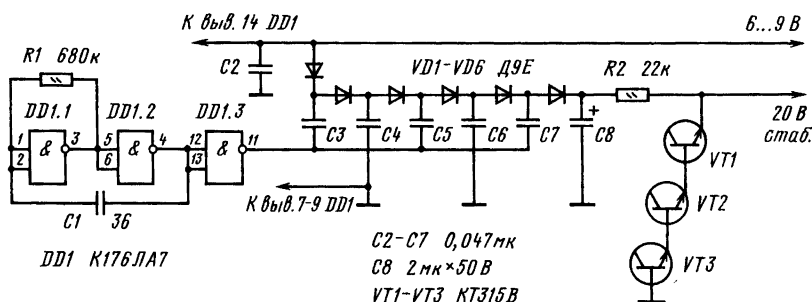 К выв. 14 DD1
6...9 В
R1 680к
C2
VD1-VD6 Д9Е
R2 22к
DD1.1
DD1.2
DD1.3
+
20 В
стаб.
1
2
&
3
5
6
&
4
12
13
&
11
C3
C4
C5
C6
C7
C8
VT1
C1
36
К выв.7-9 DD1
VT2
DD1 К176ЛА7
C2-C7 0,047мк
C8 2мк×50В
VT1-VT3 КТ315В
VT3